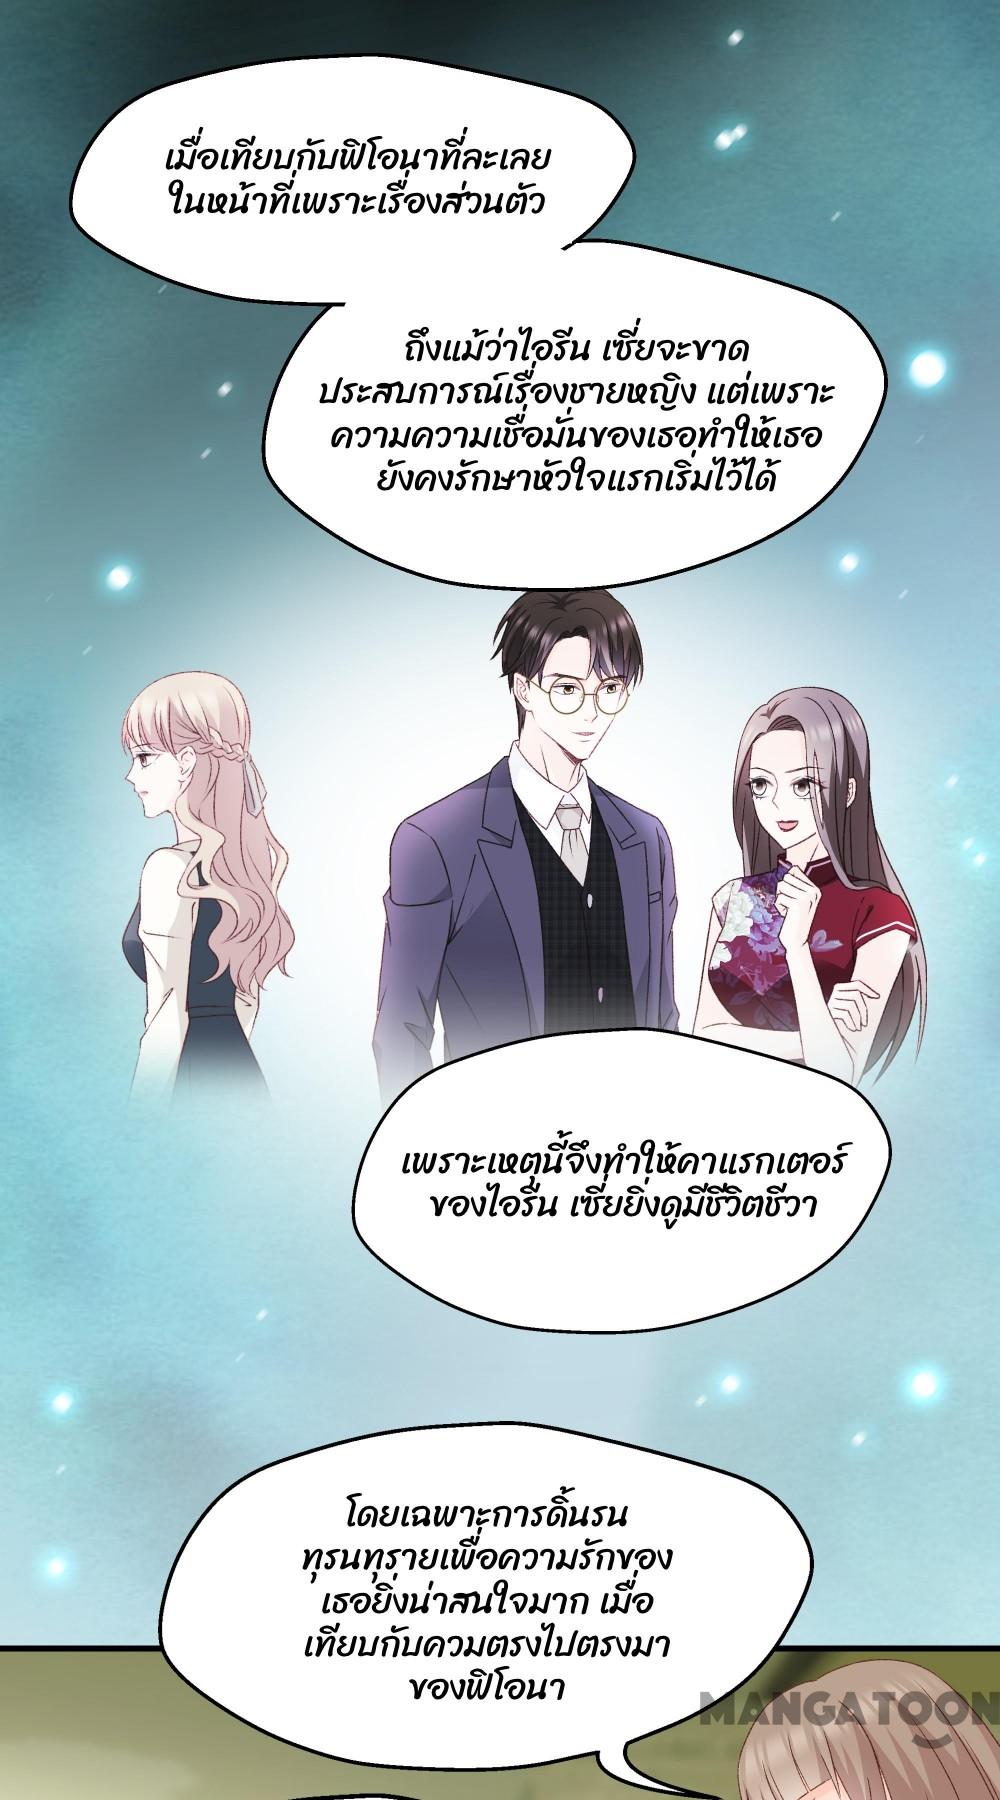 เมื่อเทียบกับฟิโอนาที่ละเลย
ในหน้าที่เพราะเรื่องส่วนตัว
ถึงแม้ว่าไอรีน เซี่ยจะขาด
ประสบการณ์เรื่องชายหญิง แต่เพราะ
ความความเชื่อมั่นของเธอทำให้เธอ
ยังคงรักษาหัวใจแรกเริ่มไว้ได้
เพราะเหตุนี้จึงทำให้คาแรกเตอร์
ของไอรีน เซี่ยยิ่งดูมีชีวิตชีวา
โดยเฉพาะการดิ้นรน
ทุรนทุรายเพื่อความรักของ
เธอยิ่งน่าสนใจมาก เมื่อ
เทียบกับควมตรงไปตรงมา
ของฟิโอนา
MANGATOON